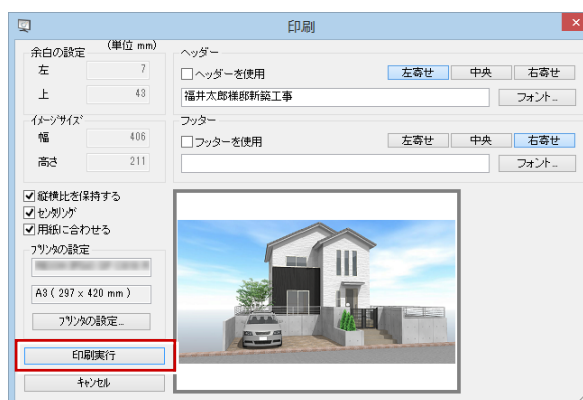 印刷
余白の設定 (単位 mm)
左 7
上 43
イメージサイズ
幅 406
高さ 211
縦横比を保持する
センタリング
用紙に合わせる
プリンタの設定
A3 ( 297 × 420 mm )
プリンタの設定...
印刷実行
キャンセル
ヘッダー
ヘッダーを使用 左寄せ 中央 右寄せ
福井太郎様邸新築工事 フォント...
フッター
フッターを使用 左寄せ 中央 右寄せ
フォント...